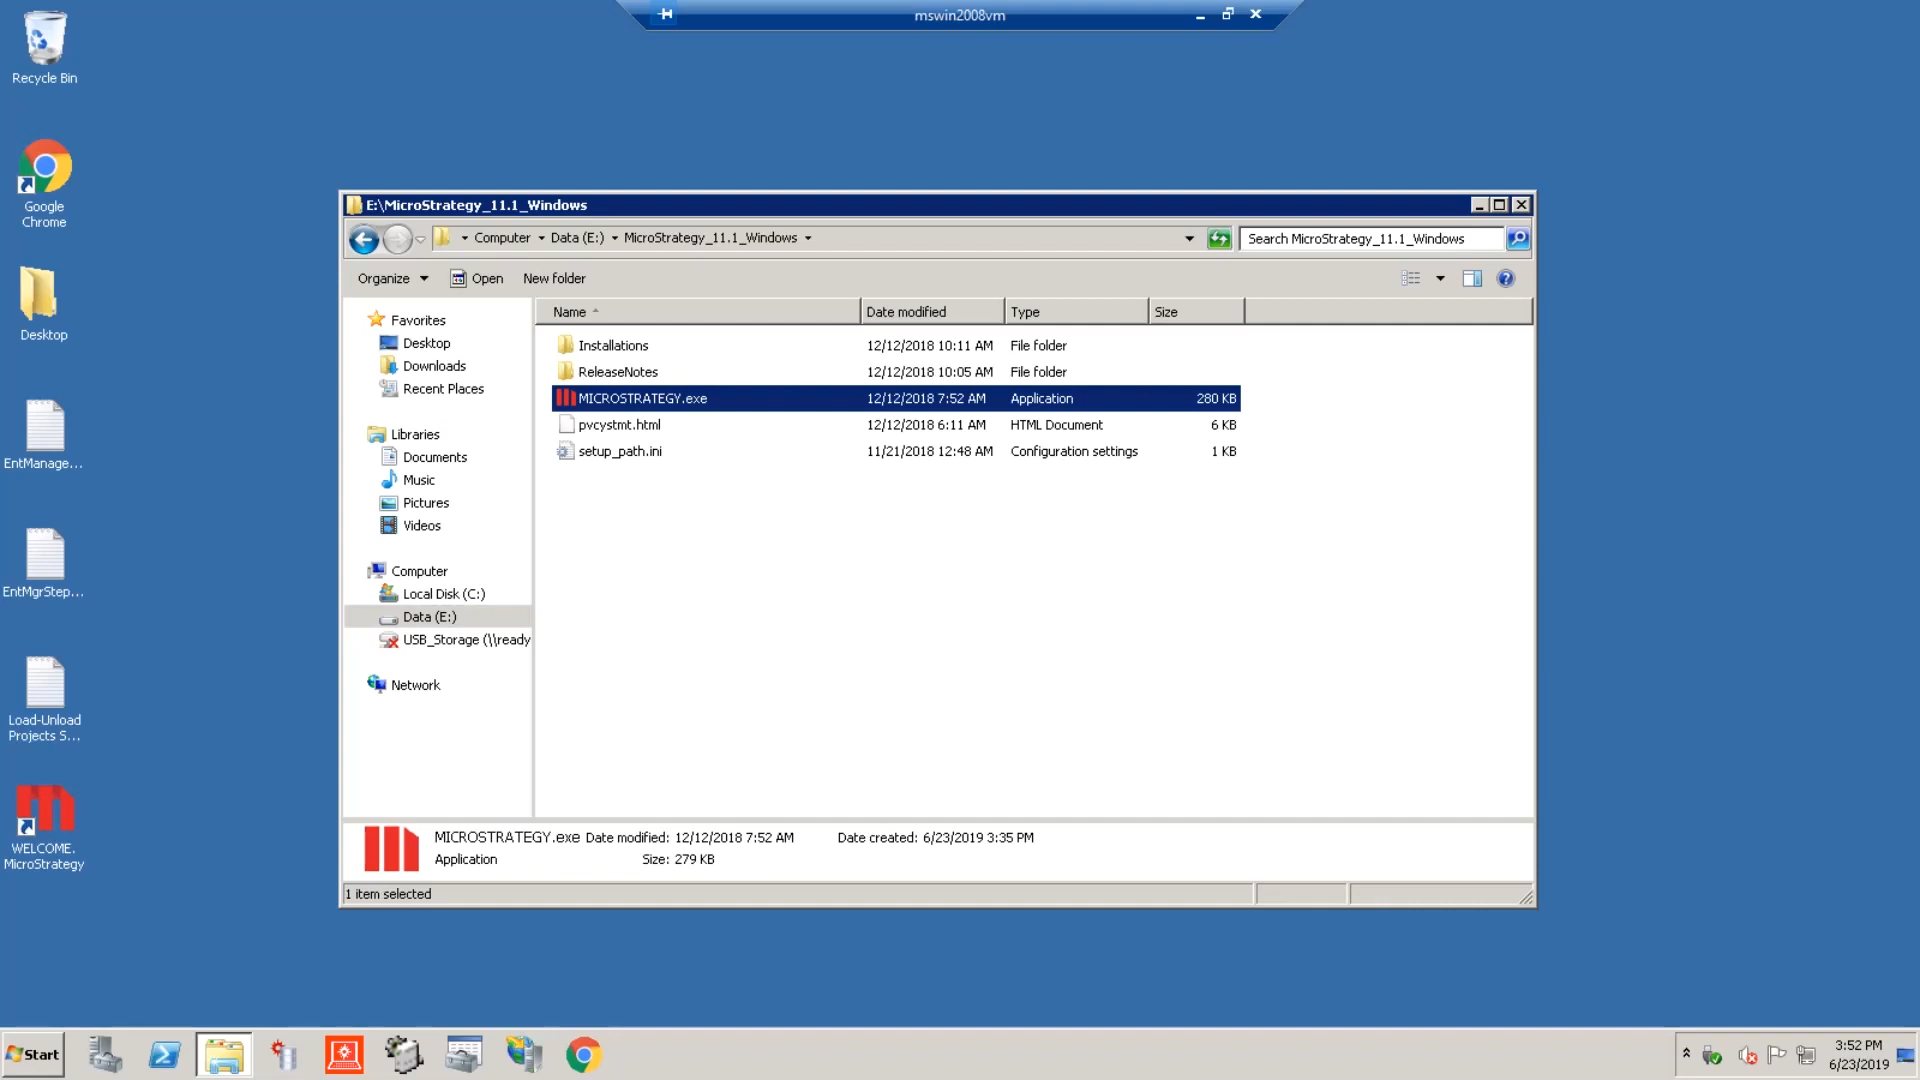 mswin2008vm
Recycle Bin
Google
Chrome
Desktop
EntManage...
EntMgrStep...
Load-Unload
Projects S...
WELCOME.
MicroStrategy
E:\MicroStrategy_11.1_Windows
Computer Data (E:) MicroStrategy_11.1_Windows
Search MicroStrategy_11.1_Windows
Organize Open New folder
Favorites
Desktop
Downloads
Recent Places
Libraries
Documents
Music
Pictures
Videos
Computer
Local Disk (C:)
Data (E:)
USB_Storage (\\ready
Network
Name Date modified Type Size
Installations 12/12/2018 10:11 AM File folder
ReleaseNotes 12/12/2018 10:05 AM File folder
MICROSTRATEGY.exe 12/12/2018 7:52 AM Application 280 KB
pvcystmt.html 12/12/2018 6:11 AM HTML Document 6 KB
setup_path.ini 11/21/2018 12:48 AM Configuration settings 1 KB
MICROSTRATEGY.exe Date modified: 12/12/2018 7:52 AM Date created: 6/23/2019 3:35 PM
Application Size: 279 KB
1 item selected
Start
3:52 PM
6/23/2019